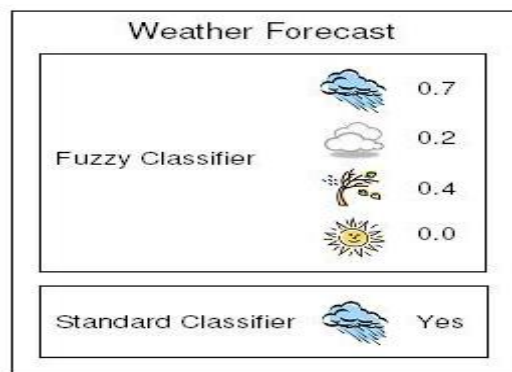 Weather Forecast
0.7
0.2
Fuzzy Classifier
0.4
0.0
Standard Classifier Yes